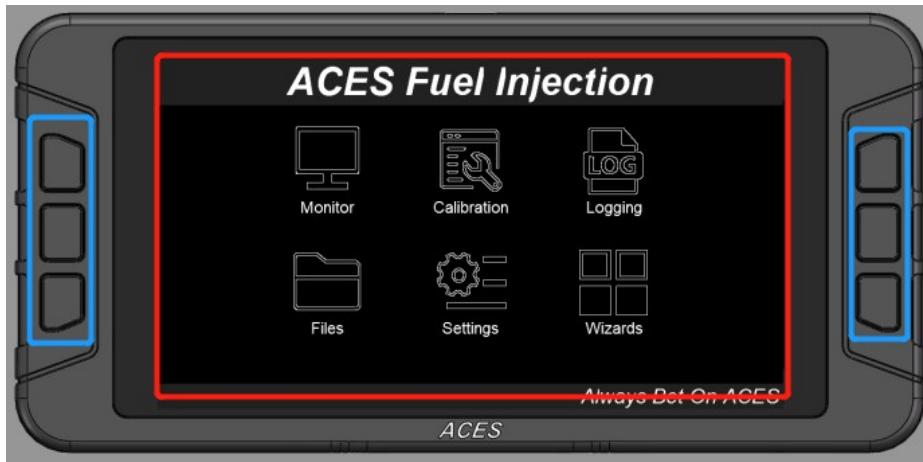 ACES Fuel Injection
Monitor Calibration Logging
LOG
Files Settings Wizards
Always Bet On ACES
ACES